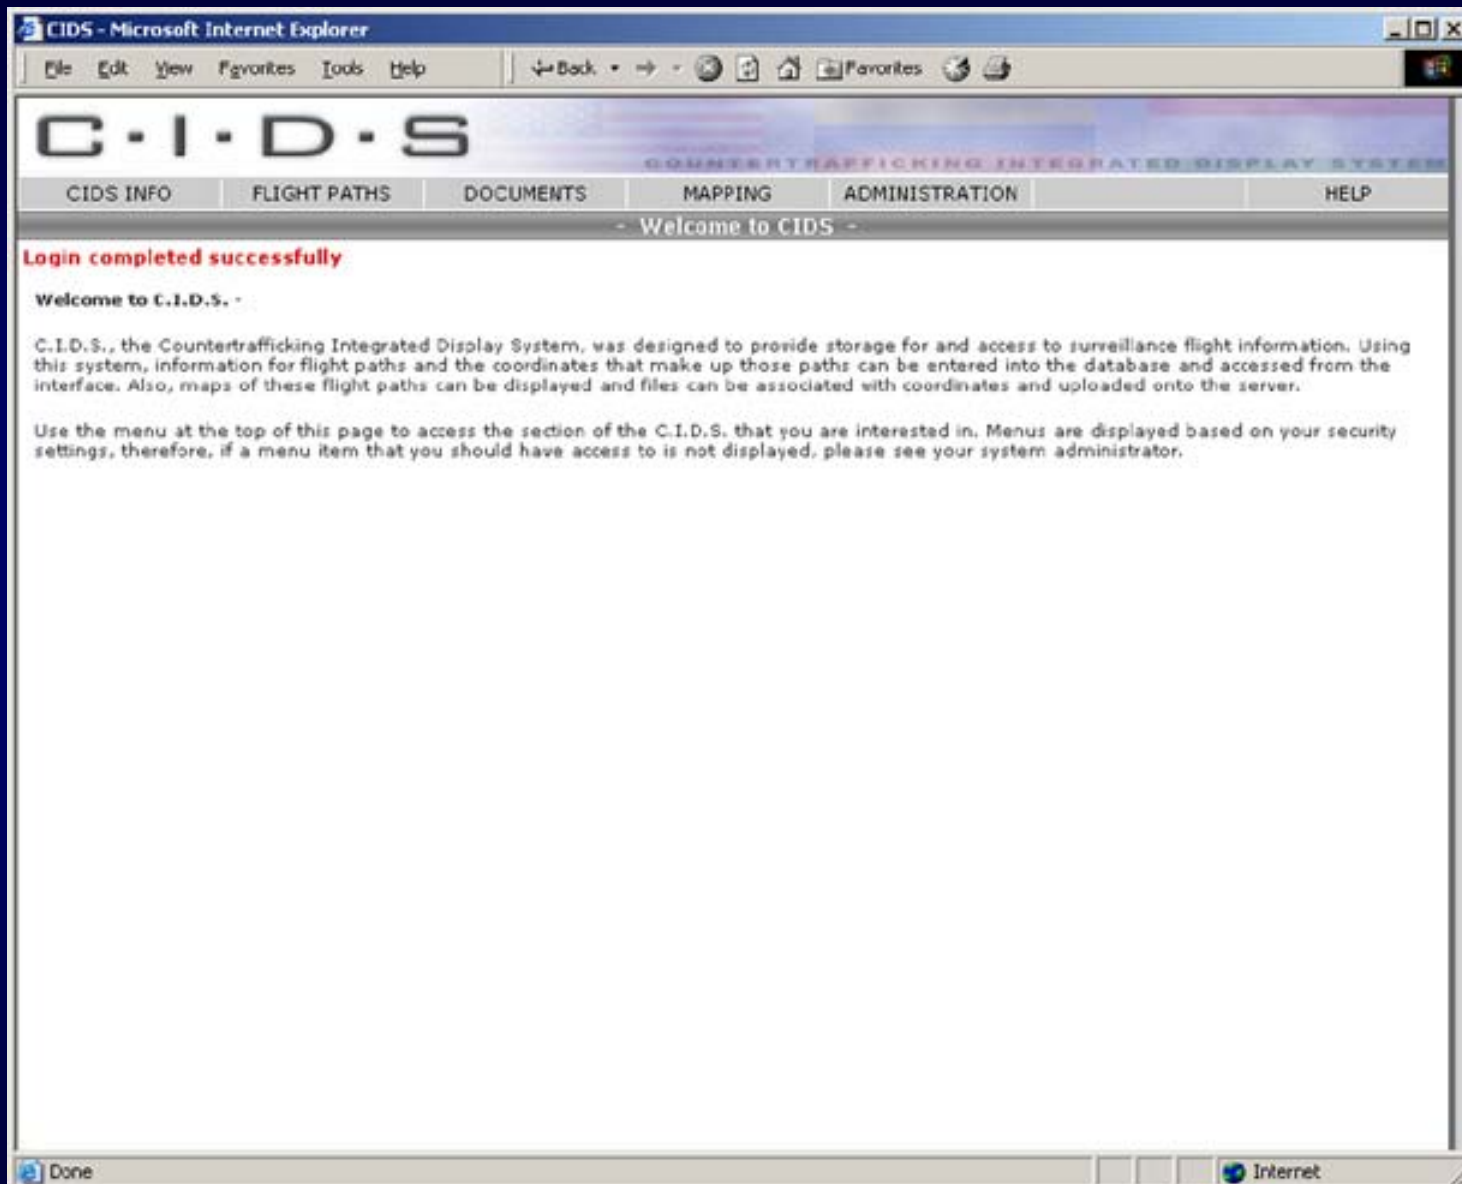 CIDS - Microsoft Internet Explorer
File Edit View Favorites Tools Help Back Favorites
C·I·D·S
COUNTERTRAFFICKING INTEGRATED DISPLAY SYSTEM
CIDS INFO FLIGHT PATHS DOCUMENTS MAPPING ADMINISTRATION HELP
- Welcome to CIDS -
Login completed successfully
Welcome to C.I.D.S. -
C.I.D.S., the Countertrafficking Integrated Display System, was designed to provide storage for and access to surveillance flight information. Using
this system, information for flight paths and the coordinates that make up those paths can be entered into the database and accessed from the
interface. Also, maps of these flight paths can be displayed and files can be associated with coordinates and uploaded onto the server.
Use the menu at the top of this page to access the section of the C.I.D.S. that you are interested in. Menus are displayed based on your security
settings, therefore, if a menu item that you should have access to is not displayed, please see your system administrator.
Done Internet